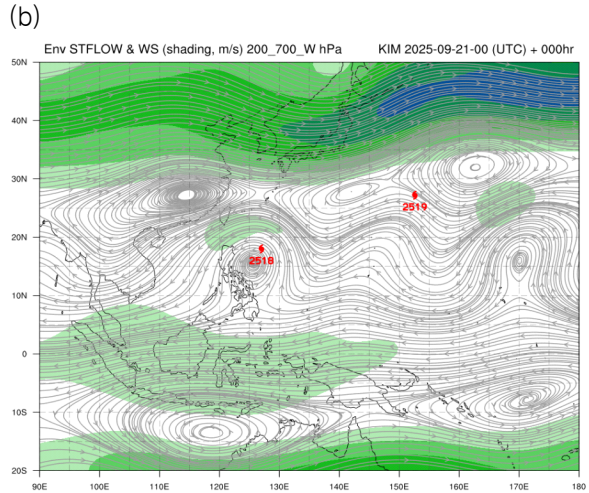 (b)
Env STFLOW & WS (shading, m/s) 200_700_W hPa KIM 2025-09-21-00 (UTC) + 000hr
50N
40N
30N
2519
20N
2518
10N
0
10S
20S
90E 100E 110E 120E 130E 140E 150E 160E 170E 180